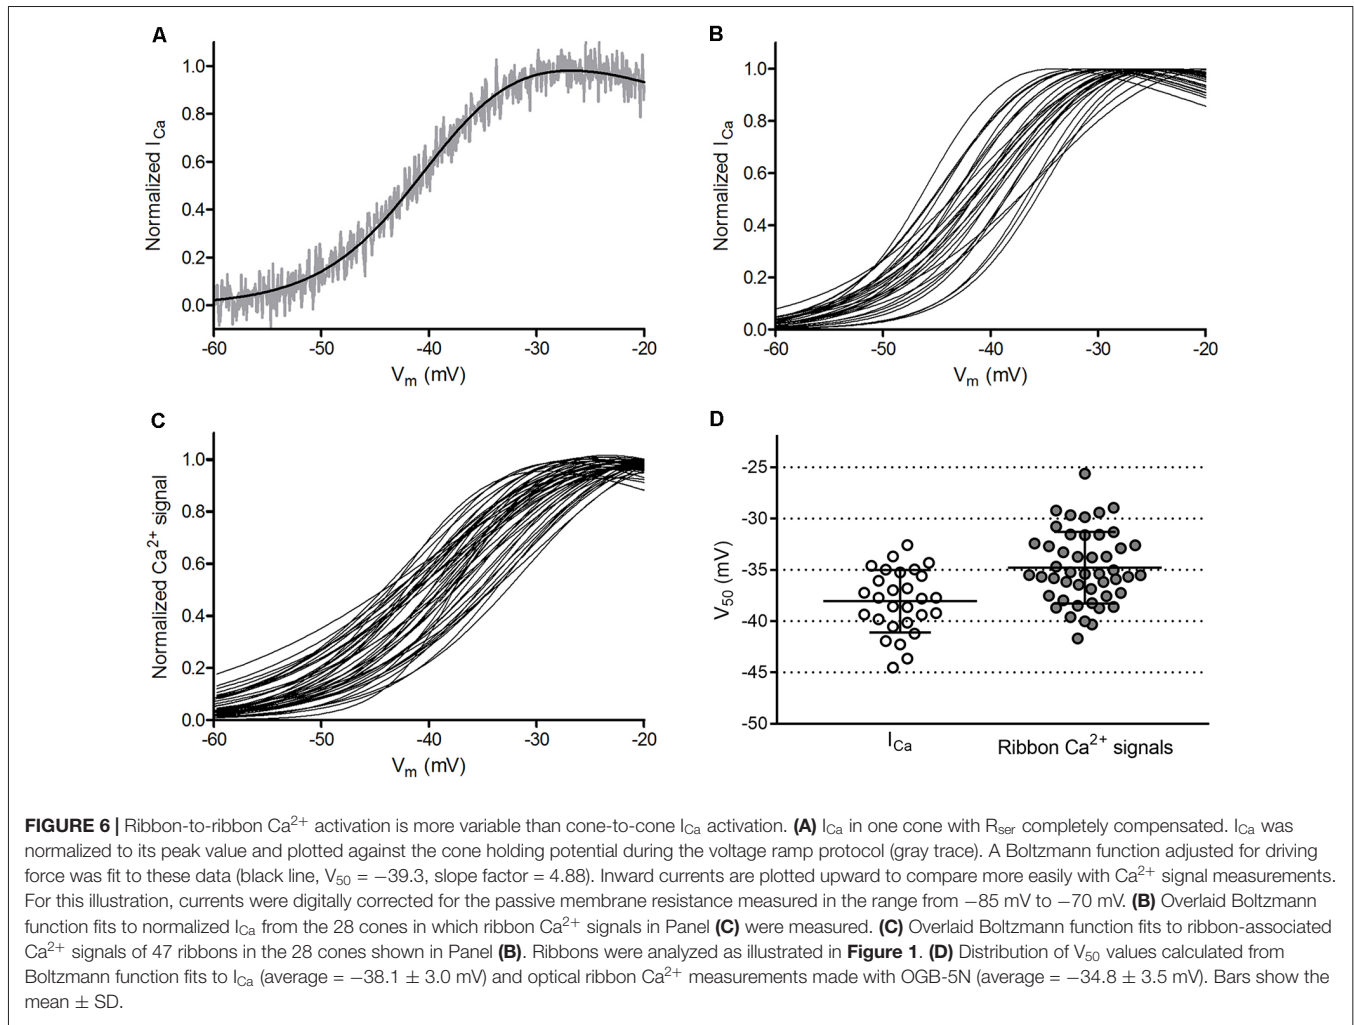 A
Normalized I_Ca
1.0
0.8
0.6
0.4
0.2
0.0
-60 -50 -40 -30 -20
V_m (mV)
B
Normalized I_Ca
1.0
0.8
0.6
0.4
0.2
0.0
-60 -50 -40 -30 -20
V_m (mV)
C
Normalized Ca²⁺ signal
1.0
0.8
0.6
0.4
0.2
0.0
-60 -50 -40 -30 -20
V_m (mV)
D
V₅₀ (mV)
-25
-30
-35
-40
-45
-50
I_Ca Ribbon Ca²⁺ signals
FIGURE 6 | Ribbon-to-ribbon Ca²⁺ activation is more variable than cone-to-cone I_Ca activation. (A) I_Ca in one cone with R_ser completely compensated. I_Ca was
normalized to its peak value and plotted against the cone holding potential during the voltage ramp protocol (gray trace). A Boltzmann function adjusted for driving
force was fit to these data (black line, V₅₀ = −39.3, slope factor = 4.88). Inward currents are plotted upward to compare more easily with Ca²⁺ signal measurements.
For this illustration, currents were digitally corrected for the passive membrane resistance measured in the range from −85 mV to −70 mV. (B) Overlaid Boltzmann
function fits to normalized I_Ca from the 28 cones in which ribbon Ca²⁺ signals in Panel (C) were measured. (C) Overlaid Boltzmann function fits to ribbon-associated
Ca²⁺ signals of 47 ribbons in the 28 cones shown in Panel (B). Ribbons were analyzed as illustrated in Figure 1. (D) Distribution of V₅₀ values calculated from
Boltzmann function fits to I_Ca (average = −38.1 ± 3.0 mV) and optical ribbon Ca²⁺ measurements made with OGB-5N (average = −34.8 ± 3.5 mV). Bars show the
mean ± SD.